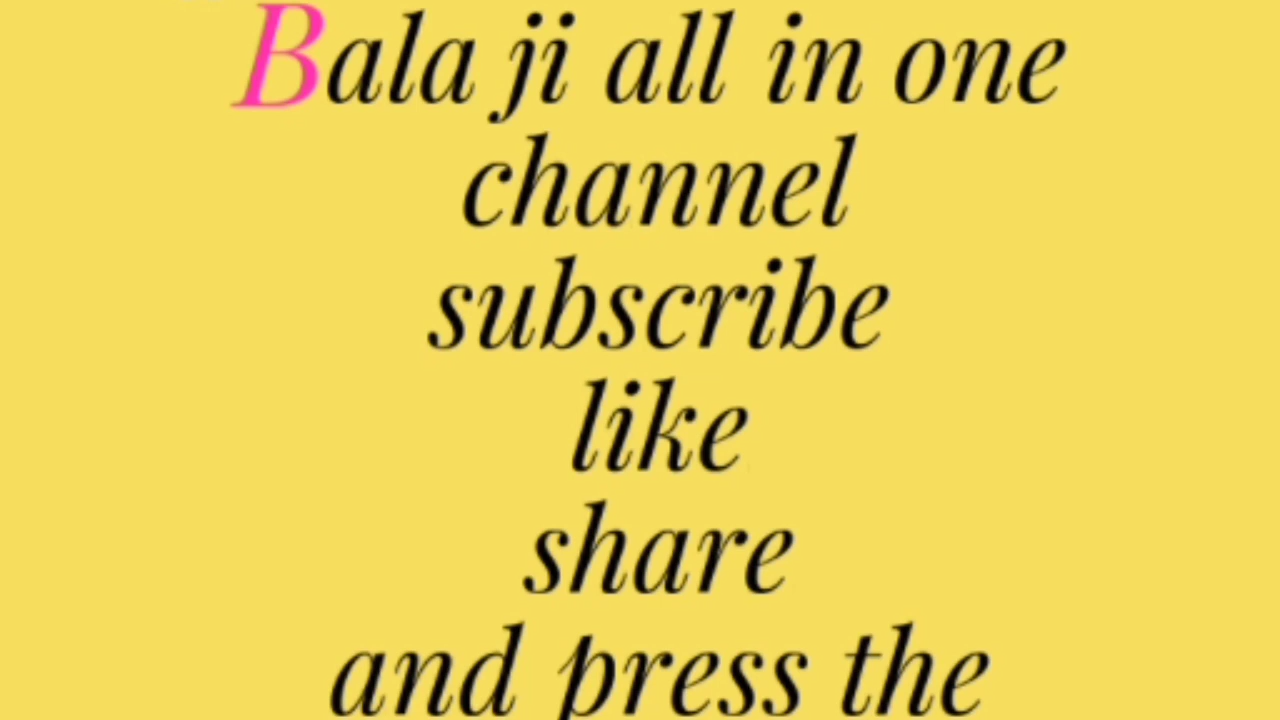 Bala ji all in one
channel
subscribe
like
share
and press the